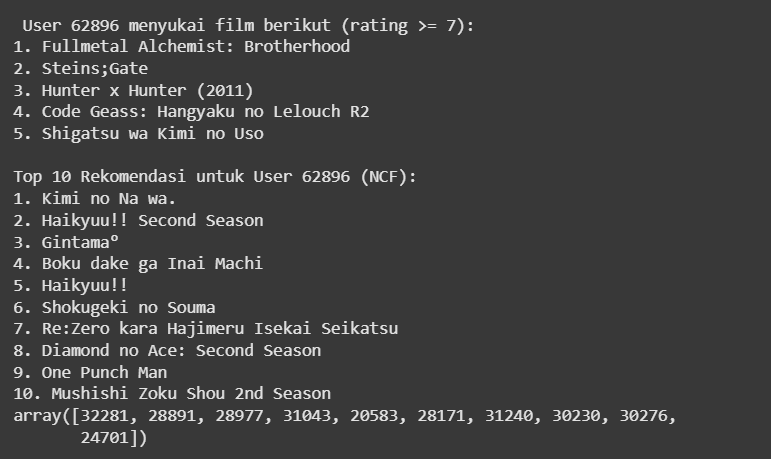 User 62896 menyukai film berikut (rating >= 7):
1. Fullmetal Alchemist: Brotherhood
2. Steins;Gate
3. Hunter x Hunter (2011)
4. Code Geass: Hangyaku no Lelouch R2
5. Shigatsu wa Kimi no Uso
Top 10 Rekomendasi untuk User 62896 (NCF):
1. Kimi no Na wa.
2. Haikyuu!! Second Season
3. Gintama°
4. Boku dake ga Inai Machi
5. Haikyuu!!
6. Shokugeki no Souma
7. Re:Zero kara Hajimeru Isekai Seikatsu
8. Diamond no Ace: Second Season
9. One Punch Man
10. Mushishi Zoku Shou 2nd Season
array([32281, 28891, 28977, 31043, 20583, 28171, 31240, 30230, 30276,
24701])